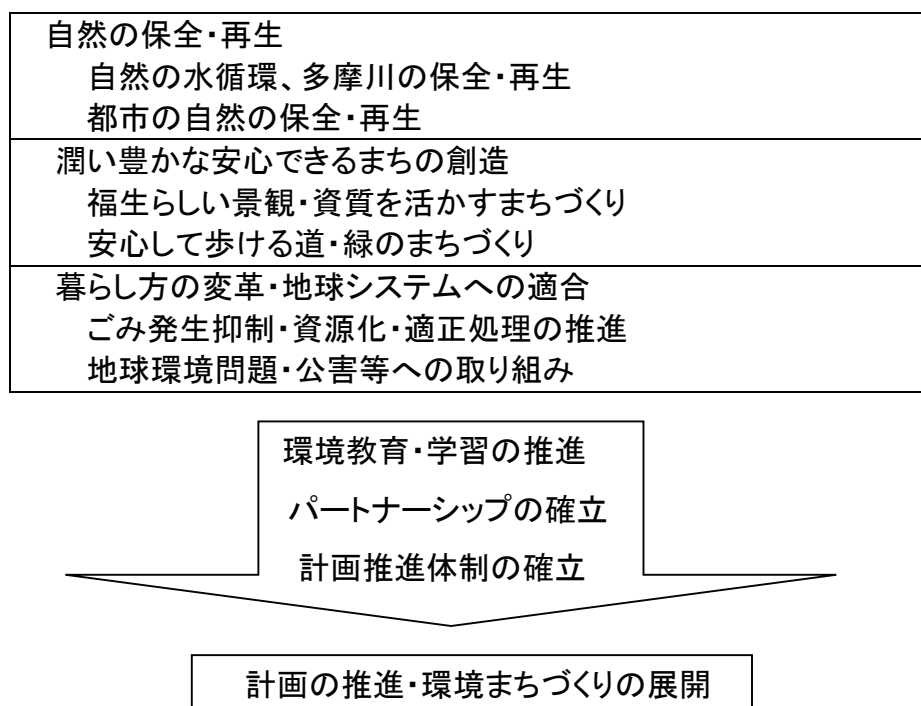 自然の保全・再生
自然の水循環、多摩川の保全・再生
都市の自然の保全・再生
潤い豊かな安心できるまちの創造
福生らしい景観・資質を活かすまちづくり
安心して歩ける道・緑のまちづくり
暮らし方の変革・地球システムへの適合
ごみ発生抑制・資源化・適正処理の推進
地球環境問題・公害等への取り組み
環境教育・学習の推進
パートナーシップの確立
計画推進体制の確立
計画の推進・環境まちづくりの展開